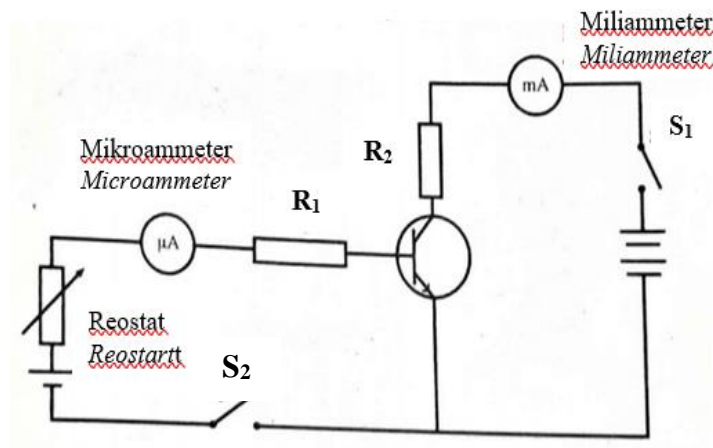 Miliammeter
Miliammeter
mA
S1
R2
Mikroammeter
Microammeter
R1
μA
Reostat
Reostartt
S2